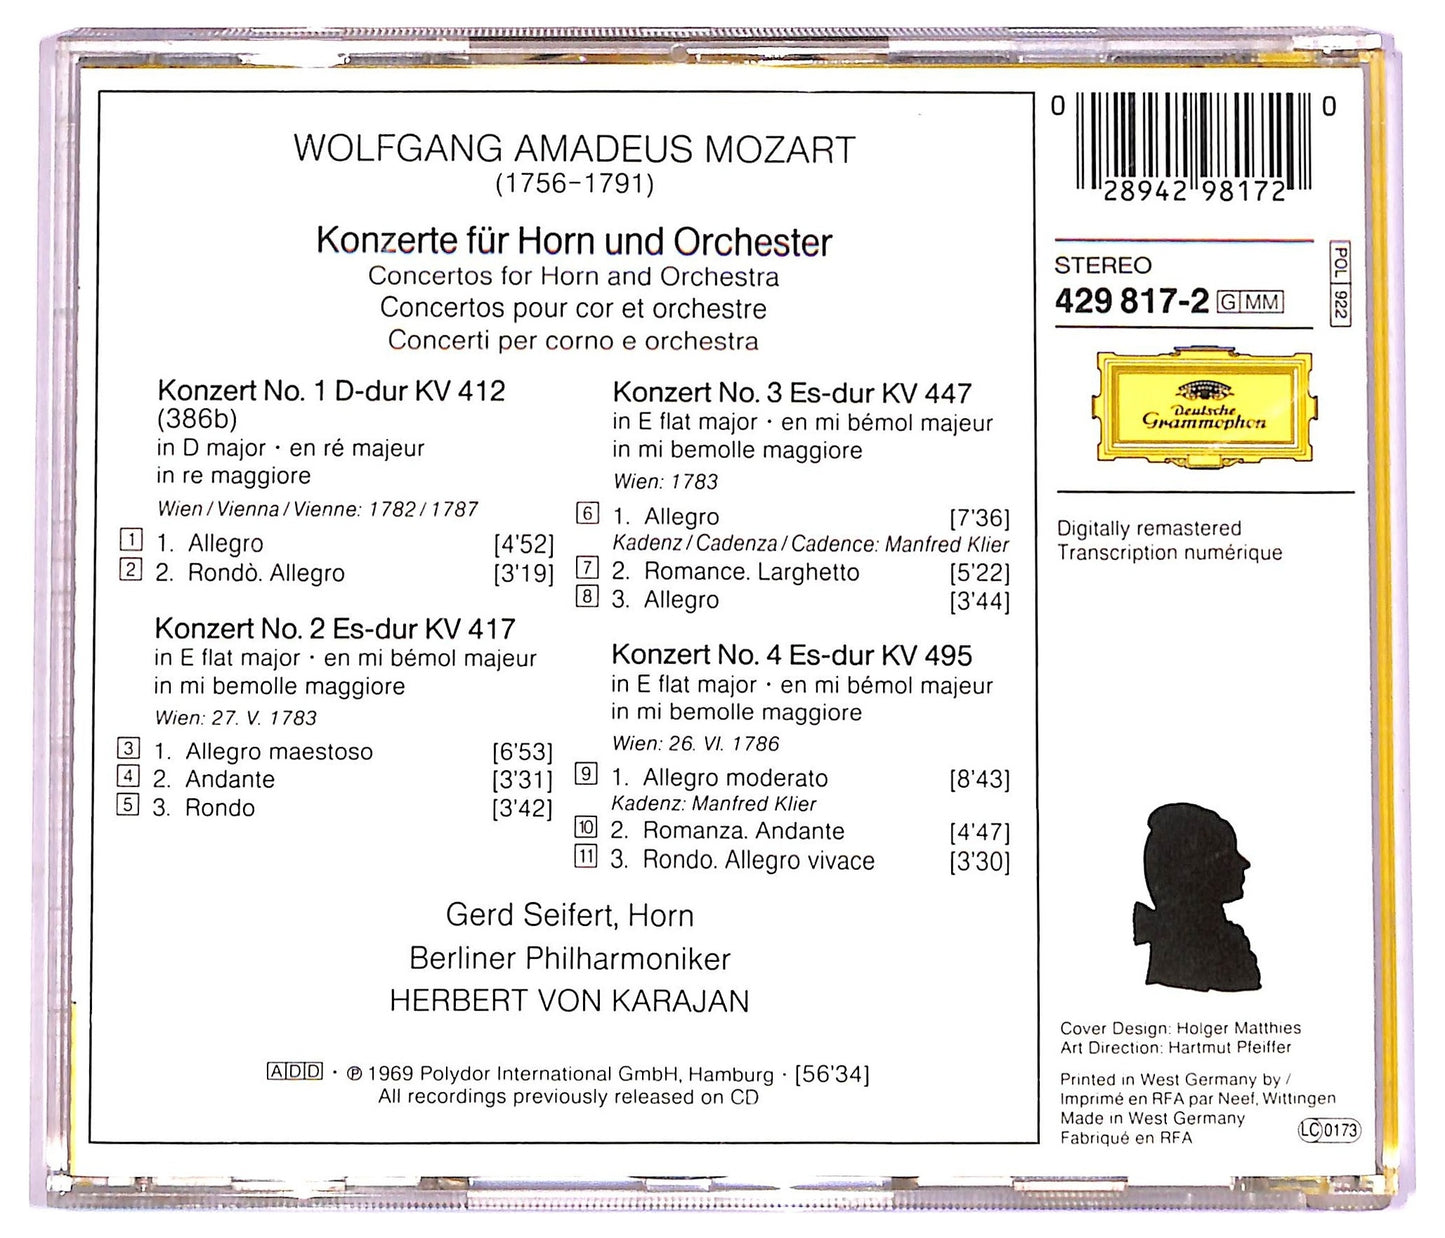 WOLFGANG AMADEUS MOZART
(1756-1791)
Konzerte für Horn und Orchester
Concertos for Horn and Orchestra
Concertos pour cor et orchestre
Concerti per corno e orchestra
Konzert No. 1 D-dur KV 412
(386b)
in D major · en ré majeur
in re maggiore
Wien / Vienna / Vienne: 1782 / 1787
1 1. Allegro [4'52]
2 2. Rondò. Allegro [3'19]
Konzert No. 2 Es-dur KV 417
in E flat major · en mi bémol majeur
in mi bemolle maggiore
Wien: 27. V. 1783
3 1. Allegro maestoso [6'53]
4 2. Andante [3'31]
5 3. Rondo [3'42]
Konzert No. 3 Es-dur KV 447
in E flat major · en mi bémol majeur
in mi bemolle maggiore
Wien: 1783
6 1. Allegro [7'36]
Kadenz / Cadenza / Cadence: Manfred Klier
7 2. Romance. Larghetto [5'22]
8 3. Allegro [3'44]
Konzert No. 4 Es-dur KV 495
in E flat major · en mi bémol majeur
in mi bemolle maggiore
Wien: 26. VI. 1786
9 1. Allegro moderato [8'43]
Kadenz: Manfred Klier
10 2. Romanza. Andante [4'47]
11 3. Rondo. Allegro vivace [3'30]
Gerd Seifert, Horn
Berliner Philharmoniker
HERBERT VON KARAJAN
ADD · ℗ 1969 Polydor International GmbH, Hamburg · [56'34]
All recordings previously released on CD
0 28942 98172 0
STEREO
429 817-2 G MM
POL 922
Deutsche
Grammophon
Digitally remastered
Transcription numérique
Cover Design: Holger Matthies
Art Direction: Hartmut Pfeiffer
Printed in West Germany by /
Imprimé en RFA par Neef, Wittingen
Made in West Germany
Fabriqué en RFA
LC 0173